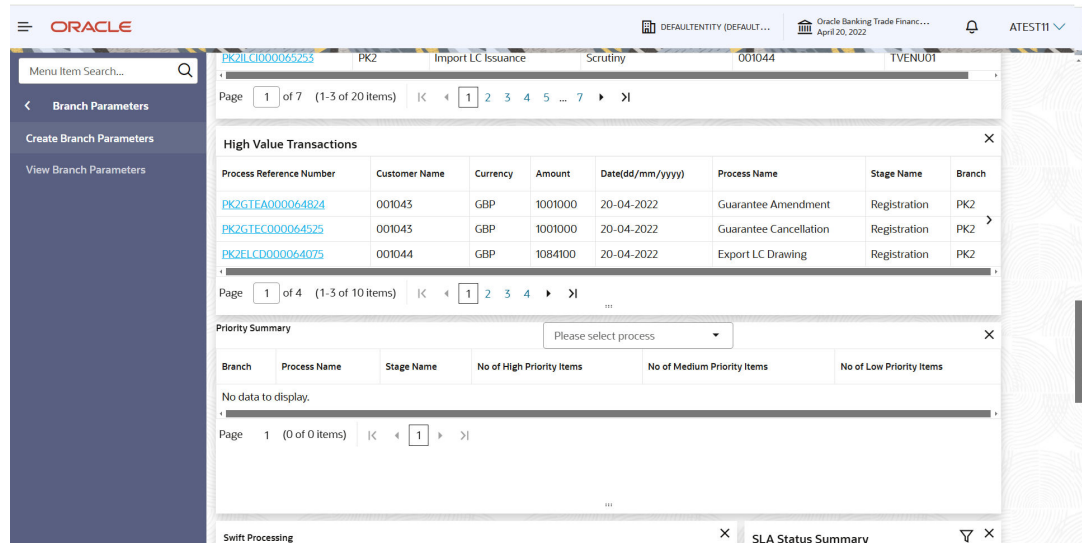 ORACLE
DEFAULTENTITY (DEFAULT...
Oracle Banking Trade Financ...
April 20, 2022
ATEST11
Menu Item Search...
Branch Parameters
Create Branch Parameters
View Branch Parameters
PK2ILCI000065253 PK2 Import LC Issuance Scrutiny 001044 TVENU01
Page 1 of 7 (1-3 of 20 items) 1 2 3 4 5 ... 7
High Value Transactions
Process Reference Number Customer Name Currency Amount Date(dd/mm/yyyy) Process Name Stage Name Branch
PK2GTEA000064824 001043 GBP 1001000 20-04-2022 Guarantee Amendment Registration PK2
PK2GTEC000064525 001043 GBP 1001000 20-04-2022 Guarantee Cancellation Registration PK2
PK2ELCD000064075 001044 GBP 1084100 20-04-2022 Export LC Drawing Registration PK2
Page 1 of 4 (1-3 of 10 items) 1 2 3 4
Priority Summary Please select process
Branch Process Name Stage Name No of High Priority Items No of Medium Priority Items No of Low Priority Items
No data to display.
Page 1 (0 of 0 items) 1
Swift Processing
SLA Status Summary